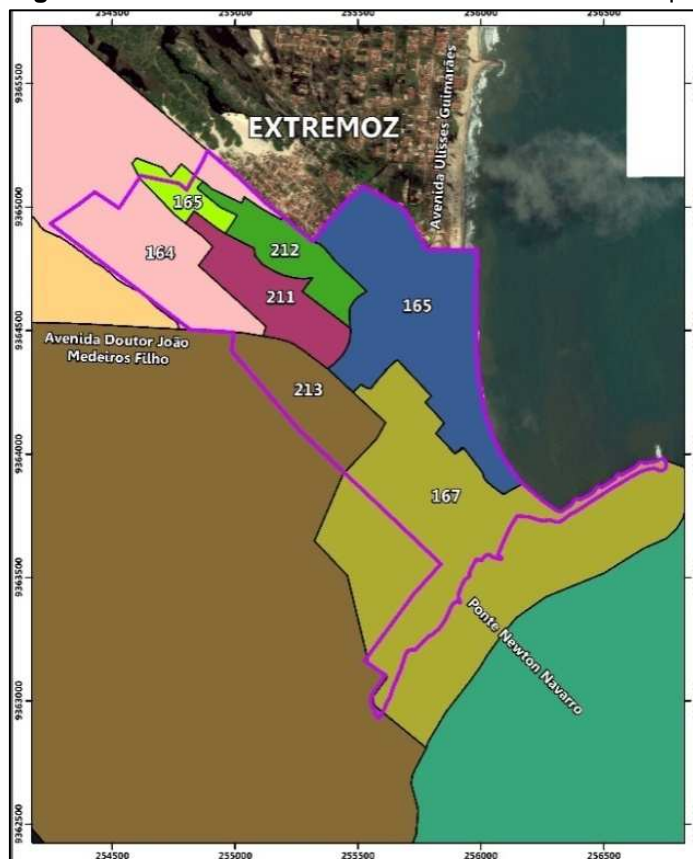 254500 255000 255500 256000 256500
9365500
9365000
9364500
9364000
9363500
9363000
9362500
EXTREMOZ
Avenida Ulisses Guimarães
165
212
164
211
165
Avenida Doutor João
Medeiros Filho
213
167
Ponte Newton Navarro
254500 255000 255500 256000 256500